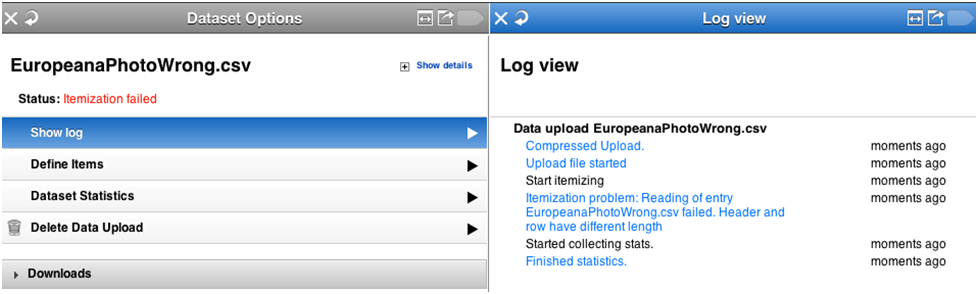 Dataset Options
EuropeanaPhotoWrong.csv
Show details
Status: Itemization failed
Show log
Define Items
Dataset Statistics
Delete Data Upload
Downloads
Log view
Log view
Data upload EuropeanaPhotoWrong.csv
Compressed Upload. moments ago
Upload file started moments ago
Start itemizing moments ago
Itemization problem: Reading of entry moments ago
EuropeanaPhotoWrong.csv failed. Header and
row have different length
Started collecting stats. moments ago
Finished statistics. moments ago